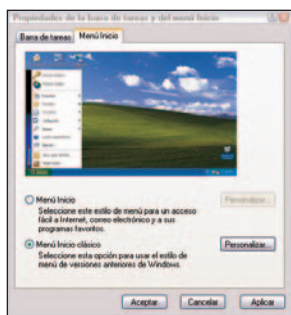 Propiedades de la barra de tareas y del menú Inicio
Barra de tareas
Menú Inicio
Menú Inicio
Personalizar...
Seleccione este estilo de menú para un acceso
fácil a Internet, correo electrónico y a sus
programas favoritos.
Menú Inicio clásico
Personalizar...
Seleccione esta opción para usar el estilo de
menú de versiones anteriores de Windows.
Aceptar
Cancelar
Aplicar